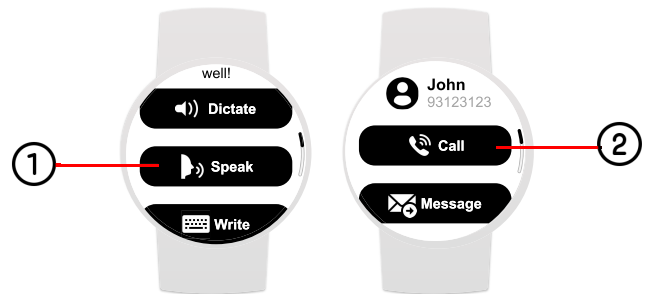 well!
Dictate
1
Speak
Write
John
93123123
Call
2
Message